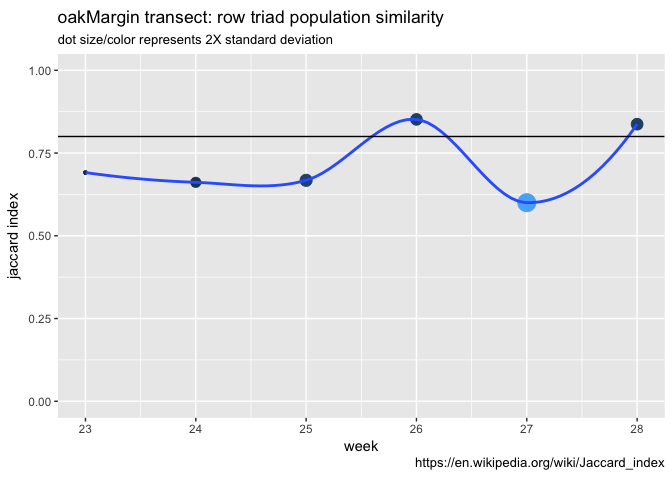 oakMargin transect: row triad population similarity
dot size/color represents 2X standard deviation
jaccard index
1.00
0.75
0.50
0.25
0.00
23 24 25 26 27 28
week
https://en.wikipedia.org/wiki/Jaccard_index